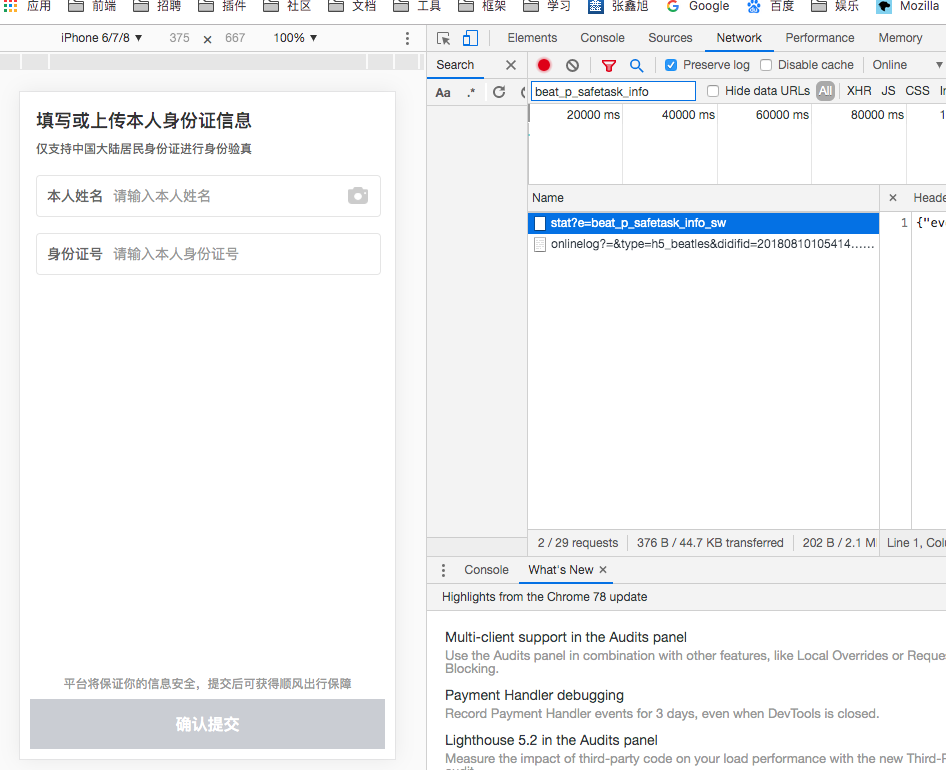 应用 前端 招聘 插件 社区 文档 工具 框架 学习 张鑫旭 Google 百度 娱乐 Mozilla
iPhone 6/7/8 ▼ 375 × 667 100% ▼
Elements Console Sources Network Performance Memory
Search
Preserve log Disable cache Online ▼
Aa .*
beat_p_safetask_info Hide data URLs All XHR JS CSS
20000 ms 40000 ms 60000 ms 80000 ms
Name
Heade
stat?e=beat_p_safetask_info_sw
1 {"ev
onlinelog?=&type=h5_beatles&didifid=20180810105414……
填写或上传本人身份证信息
仅支持中国大陆居民身份证进行身份验真
本人姓名 请输入本人姓名
身份证号 请输入本人身份证号
平台将保证你的信息安全，提交后可获得顺风出行保障
确认提交
2 / 29 requests 376 B / 44.7 KB transferred 202 B / 2.1 M Line 1, Colu
Console What's New ×
Highlights from the Chrome 78 update
Multi-client support in the Audits panel
Use the Audits panel in combination with other features, like Local Overrides or Reque
Blocking.
Payment Handler debugging
Record Payment Handler events for 3 days, even when DevTools is closed.
Lighthouse 5.2 in the Audits panel
Measure the impact of third-party code on your load performance with the new Third-P